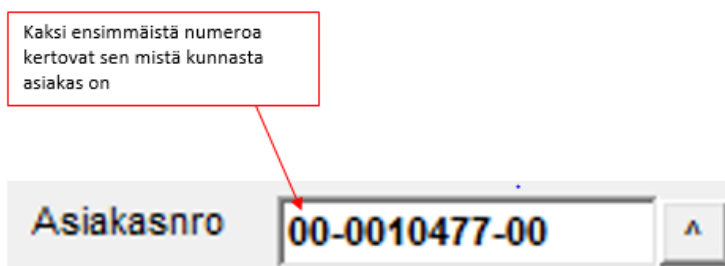 Kaksi ensimmäistä numeroa
kertovat sen mistä kunnasta
asiakas on
Asiakasnro 00-0010477-00 ^